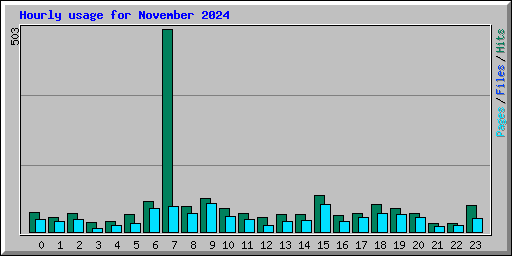 Hourly usage for November 2024
503
Pages/Files/Hits
0 1 2 3 4 5 6 7 8 9 10 11 12 13 14 15 16 17 18 19 20 21 22 23